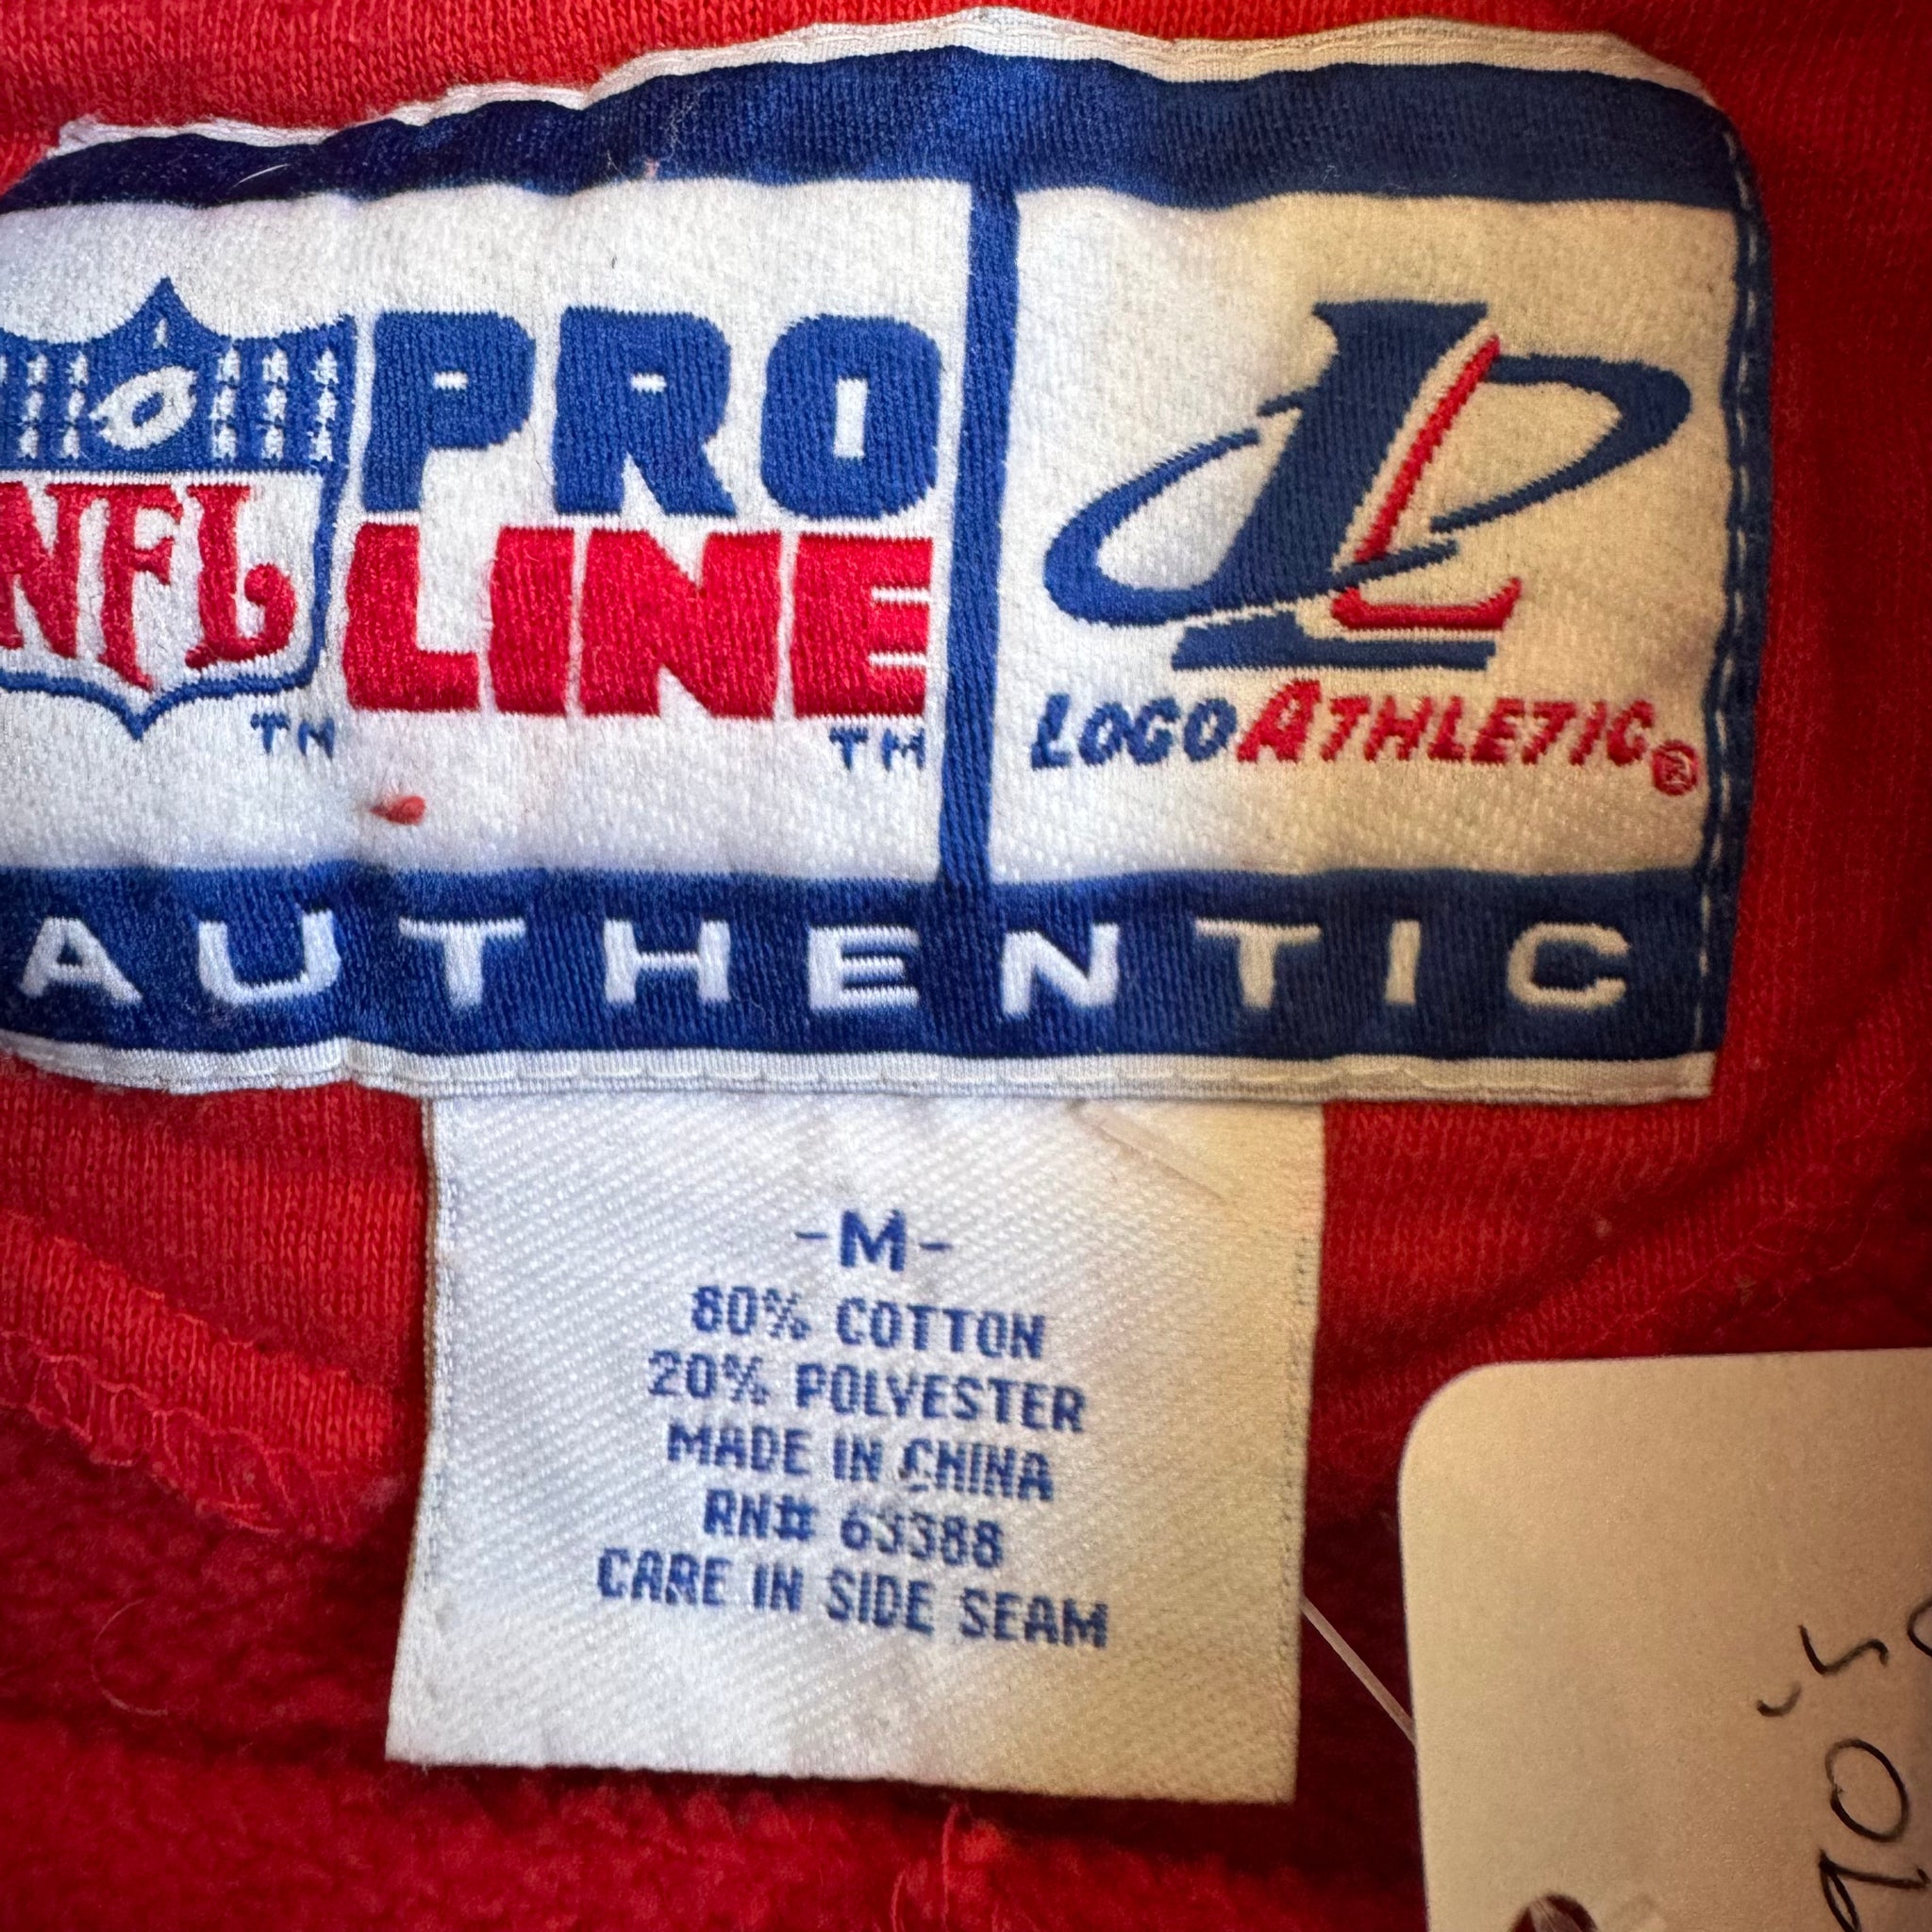 NFL
TM
PRO
LINE
TM
L
LOGO ATHLETIC®
AUTHENTIC
-M-
80% COTTON
20% POLYESTER
MADE IN CHINA
RN# 63388
CARE IN SIDE SEAM
90's